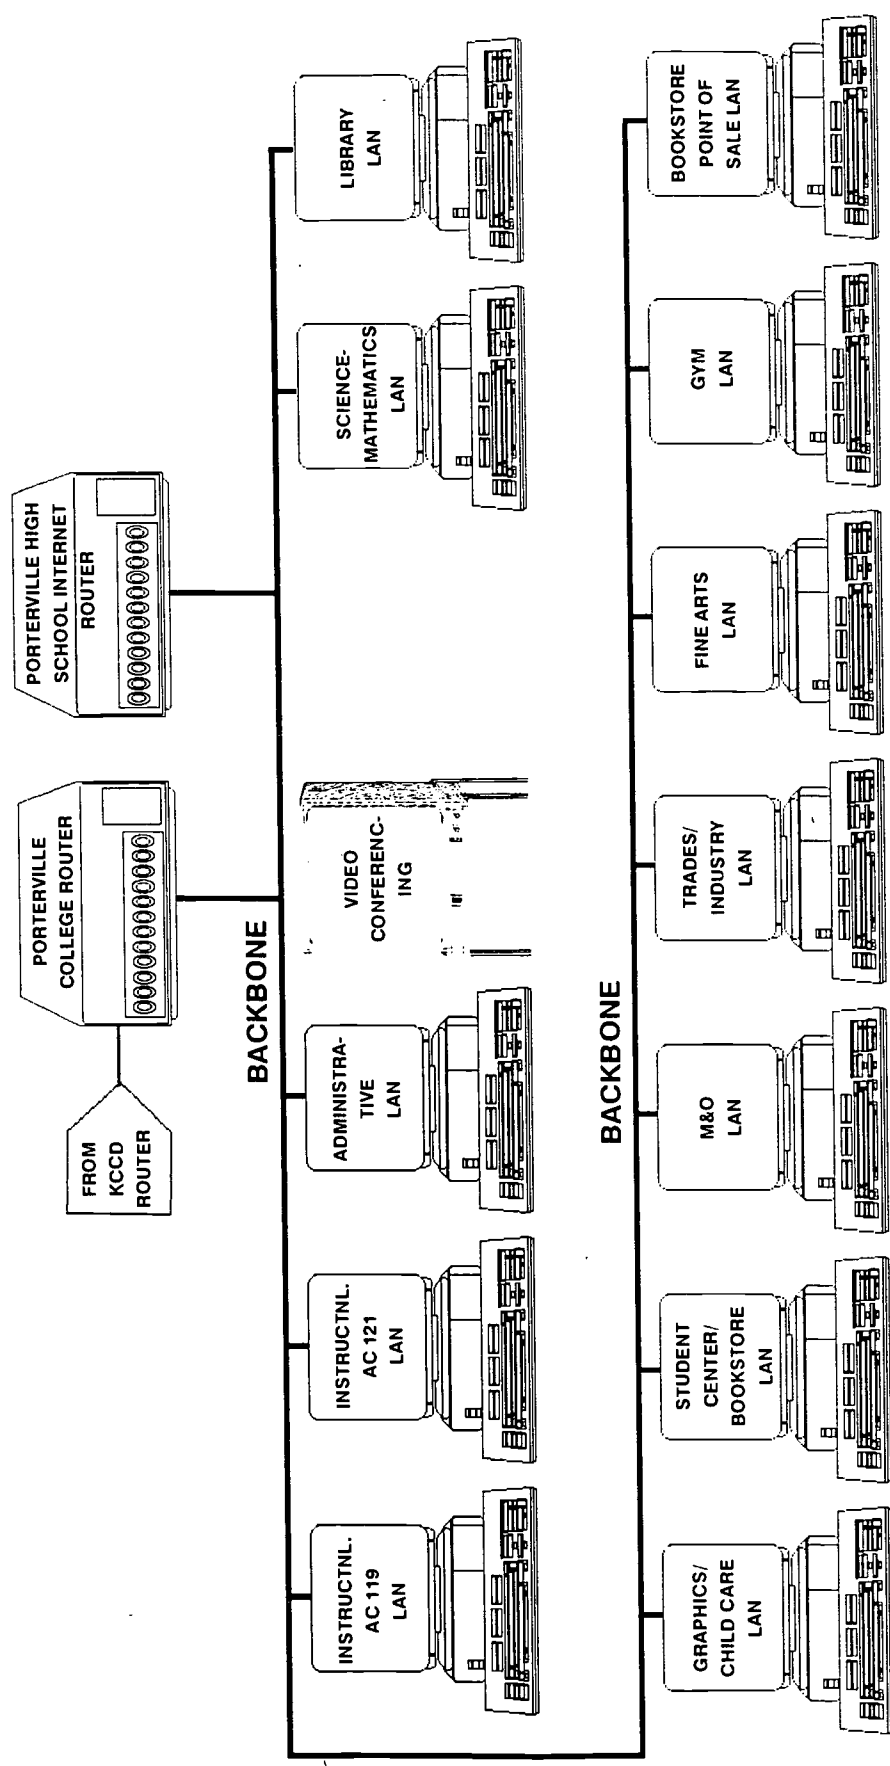 FROM
KCCD
ROUTER
PORTERVILLE
COLLEGE ROUTER
PORTERVILLE HIGH
SCHOOL INTERNET
ROUTER
BACKBONE
INSTRUCTNL.
AC 119
LAN
INSTRUCTNL.
AC 121
LAN
ADMINISTRA-
TIVE
LAN
VIDEO
CONFERENC-
ING
SCIENCE-
MATHEMATICS
LAN
LIBRARY
LAN
BACKBONE
GRAPHICS/
CHILD CARE
LAN
STUDENT
CENTER/
BOOKSTORE
LAN
M&O
LAN
TRADES/
INDUSTRY
LAN
FINE ARTS
LAN
GYM
LAN
BOOKSTORE
POINT OF
SALE LAN